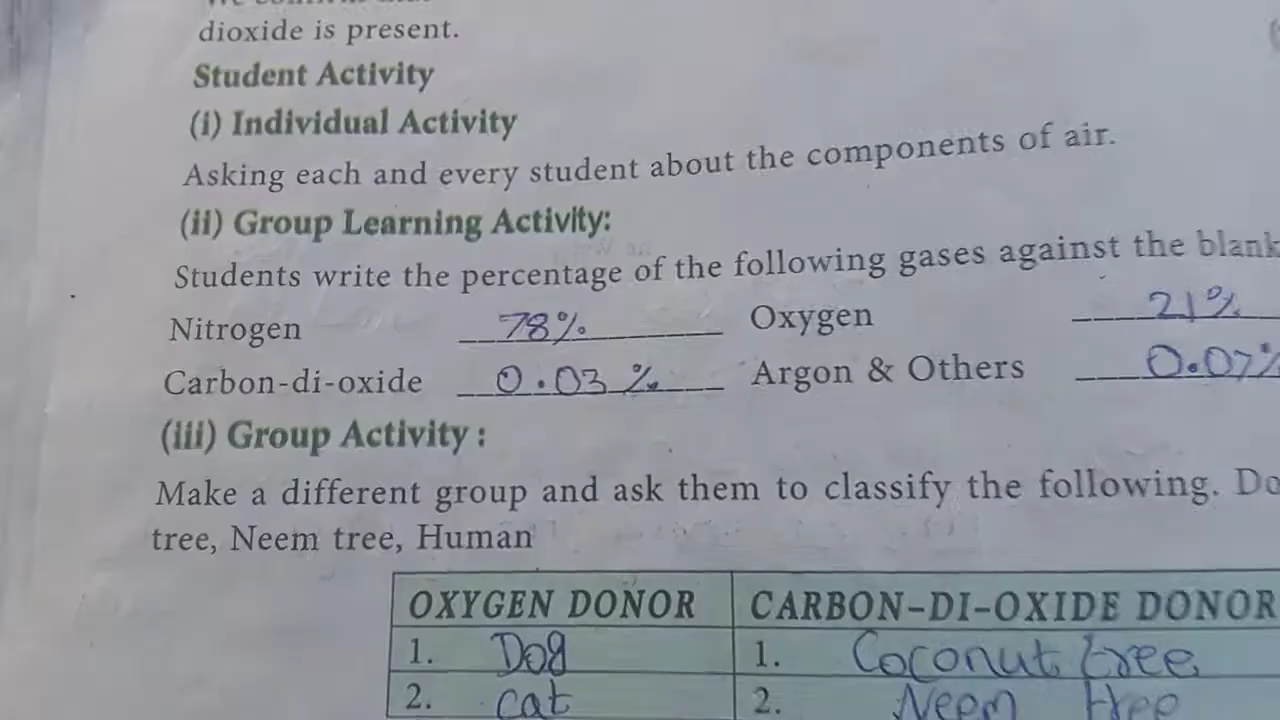 dioxide is present.
Student Activity
(i) Individual Activity
Asking each and every student about the components of air.
(ii) Group Learning Activity:
Students write the percentage of the following gases against the blank
Nitrogen 78% Oxygen 21%
Carbon-di-oxide 0.03 % Argon & Others 0.07%
(iii) Group Activity :
Make a different group and ask them to classify the following. Do
tree, Neem tree, Human
OXYGEN DONOR CARBON-DI-OXIDE DONOR
1. Dog 1. Coconut tree
2. cat 2. Neem tree